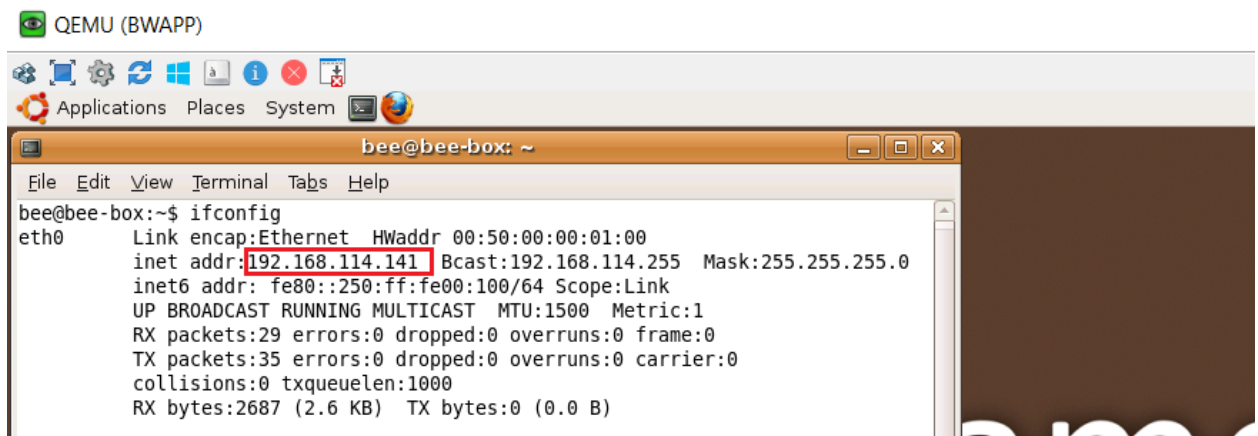 QEMU (BWAPP)
Applications Places System
bee@bee-box: ~
File Edit View Terminal Tabs Help
bee@bee-box:~$ ifconfig
eth0 Link encap:Ethernet HWaddr 00:50:00:00:01:00
inet addr:192.168.114.141 Bcast:192.168.114.255 Mask:255.255.255.0
inet6 addr: fe80::250:ff:fe00:100/64 Scope:Link
UP BROADCAST RUNNING MULTICAST MTU:1500 Metric:1
RX packets:29 errors:0 dropped:0 overruns:0 frame:0
TX packets:35 errors:0 dropped:0 overruns:0 carrier:0
collisions:0 txqueuelen:1000
RX bytes:2687 (2.6 KB) TX bytes:0 (0.0 B)